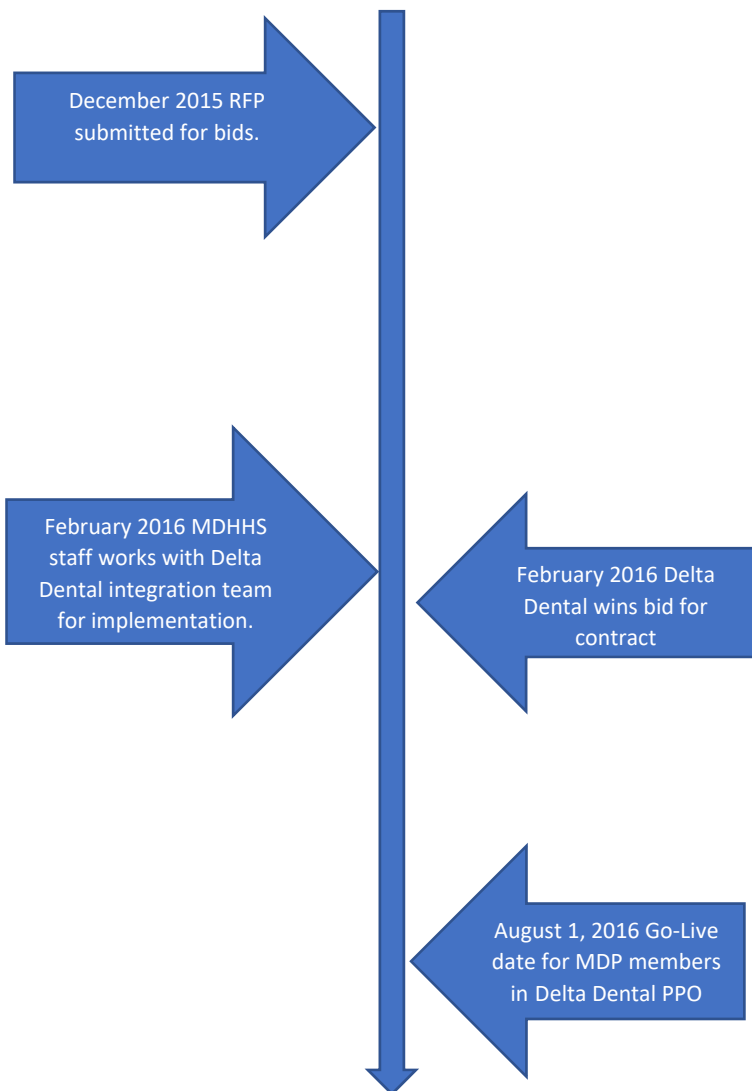 December 2015 RFP
submitted for bids.
February 2016 MDHHS
staff works with Delta
Dental integration team
for implementation.
February 2016 Delta
Dental wins bid for
contract
August 1, 2016 Go-Live
date for MDP members
in Delta Dental PPO